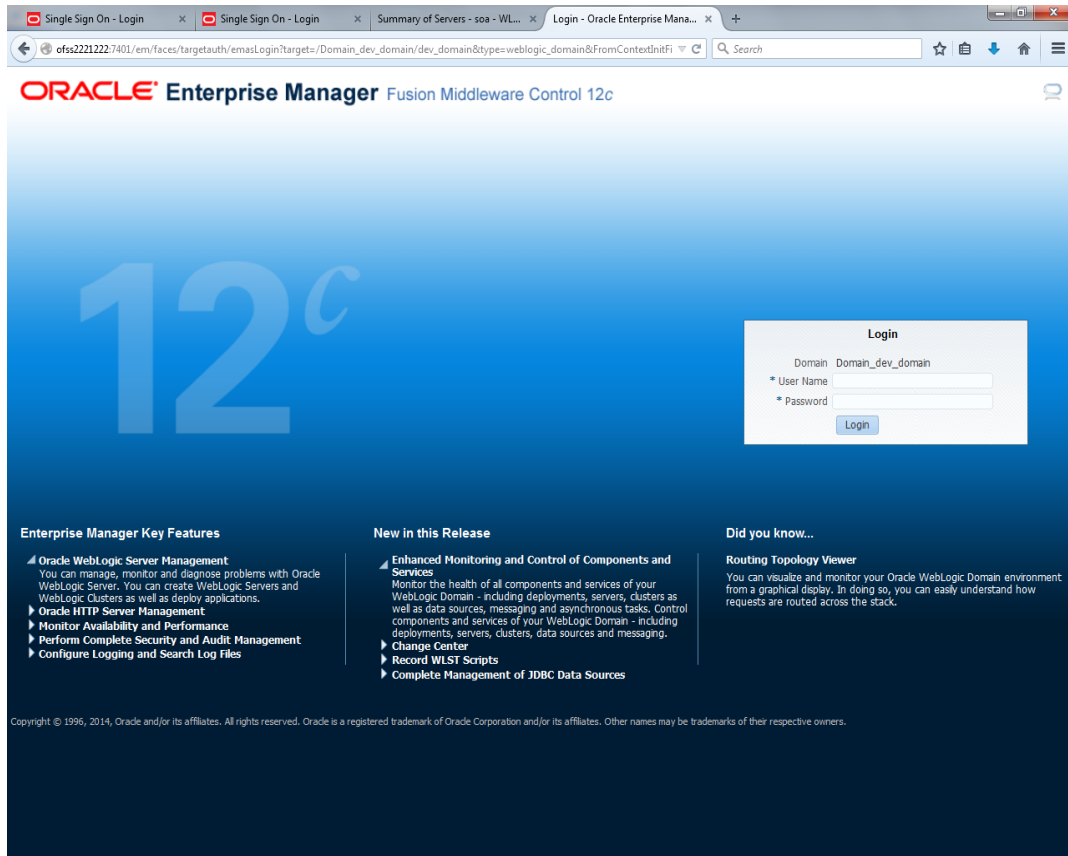 Single Sign On - Login
Single Sign On - Login
Summary of Servers - soa - WL...
Login - Oracle Enterprise Mana...
ofss2221222:7401/em/faces/targetauth/emasLogin?target=/Domain_dev_domain/dev_domain&type=weblogic_domain&FromContextInitFi
Search
ORACLE Enterprise Manager Fusion Middleware Control 12c
12c
Login
Domain Domain_dev_domain
* User Name
* Password
Login
Enterprise Manager Key Features
Oracle WebLogic Server Management
You can manage, monitor and diagnose problems with Oracle
WebLogic Server. You can create WebLogic Servers and
WebLogic Clusters as well as deploy applications.
Oracle HTTP Server Management
Monitor Availability and Performance
Perform Complete Security and Audit Management
Configure Logging and Search Log Files
New in this Release
Enhanced Monitoring and Control of Components and
Services
Monitor the health of all components and services of your
WebLogic Domain - including deployments, servers, clusters as
well as data sources, messaging and asynchronous tasks. Control
components and services of your WebLogic Domain - including
deployments, servers, clusters, data sources and messaging.
Change Center
Record WLST Scripts
Complete Management of JDBC Data Sources
Did you know...
Routing Topology Viewer
You can visualize and monitor your Oracle WebLogic Domain environment
from a graphical display. In doing so, you can easily understand how
requests are routed across the stack.
Copyright © 1996, 2014, Oracle and/or its affiliates. All rights reserved. Oracle is a registered trademark of Oracle Corporation and/or its affiliates. Other names may be trademarks of their respective owners.